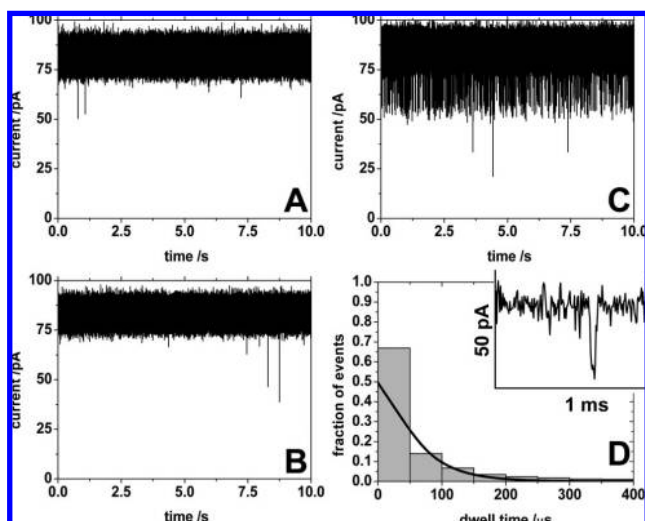 100
75
50
25
0
current /pA
A
0.0 2.5 5.0 7.5 10.0
time /s
100
75
50
25
0
current /pA
C
0.0 2.5 5.0 7.5 10.0
time /s
100
75
50
25
0
current /pA
B
0.0 2.5 5.0 7.5 10.0
time /s
1.0
0.9
0.8
0.7
0.6
0.5
0.4
0.3
0.2
0.1
0.0
fraction of events
50 pA
1 ms
D
0 100 200 300 400
dwell time /µs